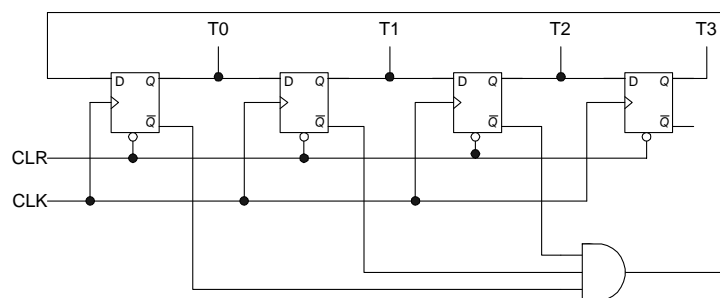 T0 T1 T2 T3
D Q D Q D Q D Q
Q̅ Q̅ Q̅ Q̅
CLR
CLK